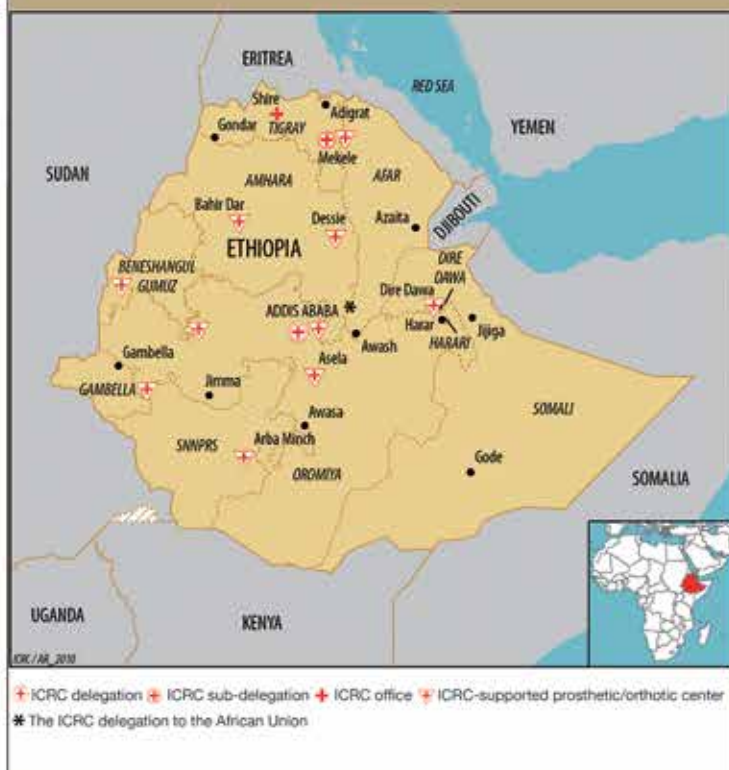 ERITREA
RED SEA
YEMEN
Shire
Adigrat
TIGRAY
Gondar
Mekele
SUDAN
AFAR
AMHARA
Bahir Dar
Dessie
Azaita
DJIBOUTI
ETHIOPIA
BENESHANGUL
GUMUZ
DIRE
DAWA
Dire Dawa
ADDIS ABABA
Harar
Jijiga
HARARI
Awash
Gambella
Asela
GAMBELLA
Jimma
SOMALI
Awasa
SNNPRS
Arba Minch
OROMIYA
Gode
SOMALIA
UGANDA
KENYA
ICRC / AR_2010
ICRC delegation ICRC sub-delegation ICRC office ICRC-supported prosthetic/orthotic center
* The ICRC delegation to the African Union